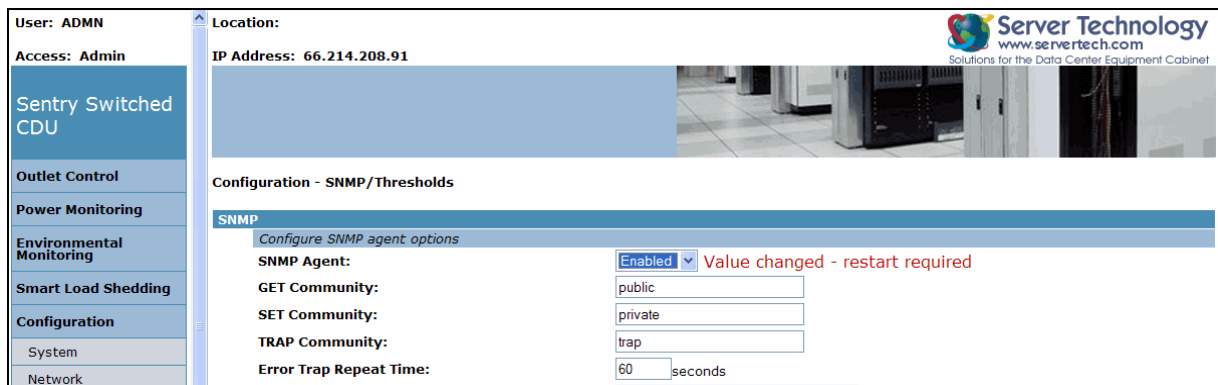 User: ADMN
Access: Admin
Sentry Switched
CDU
Outlet Control
Power Monitoring
Environmental
Monitoring
Smart Load Shedding
Configuration
System
Network
Location:
IP Address: 66.214.208.91
Server Technology
www.servertech.com
Solutions for the Data Center Equipment Cabinet
Configuration - SNMP/Thresholds
SNMP
Configure SNMP agent options
SNMP Agent: Enabled Value changed - restart required
GET Community: public
SET Community: private
TRAP Community: trap
Error Trap Repeat Time: 60 seconds